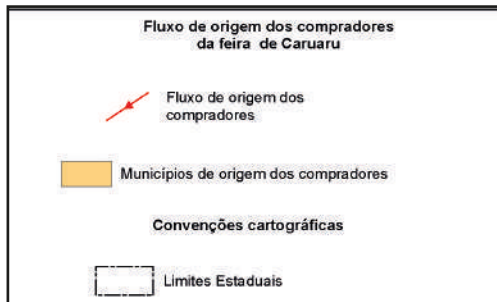 Fluxo de origem dos compradores
da feira de Caruaru
Fluxo de origem dos
compradores
Municípios de origem dos compradores
Convenções cartográficas
Limites Estaduais